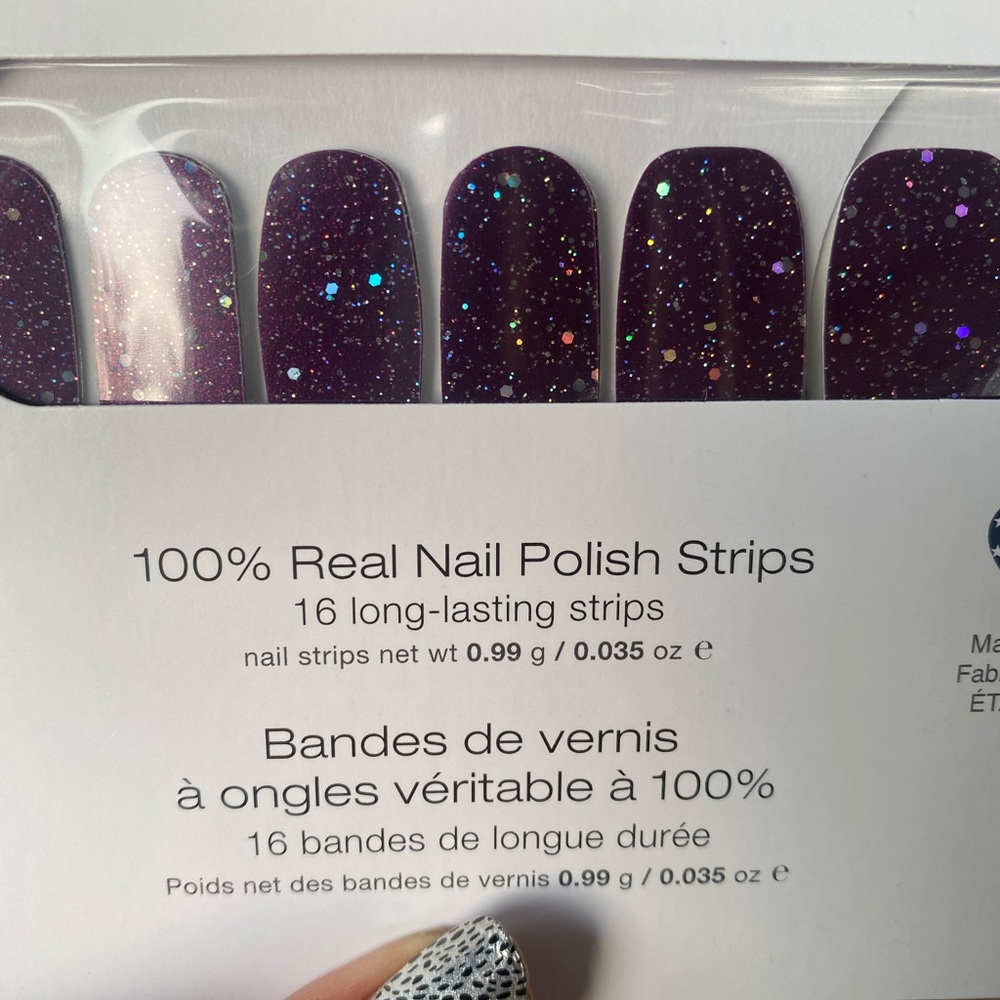 100% Real Nail Polish Strips
16 long-lasting strips
nail strips net wt 0.99 g / 0.035 oz ℮
Bandes de vernis
à ongles véritable à 100%
16 bandes de longue durée
Poids net des bandes de vernis 0.99 g / 0.035 oz ℮